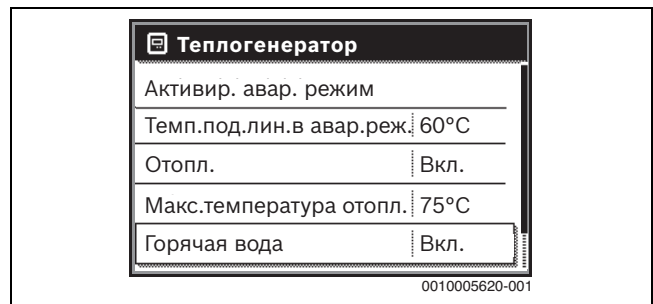 Теплогенератор
Активир. авар. режим
Темп.под.лин.в авар.реж. 60°C
Отопл. Вкл.
Макс.температура отопл. 75°C
Горячая вода Вкл.
0010005620-001